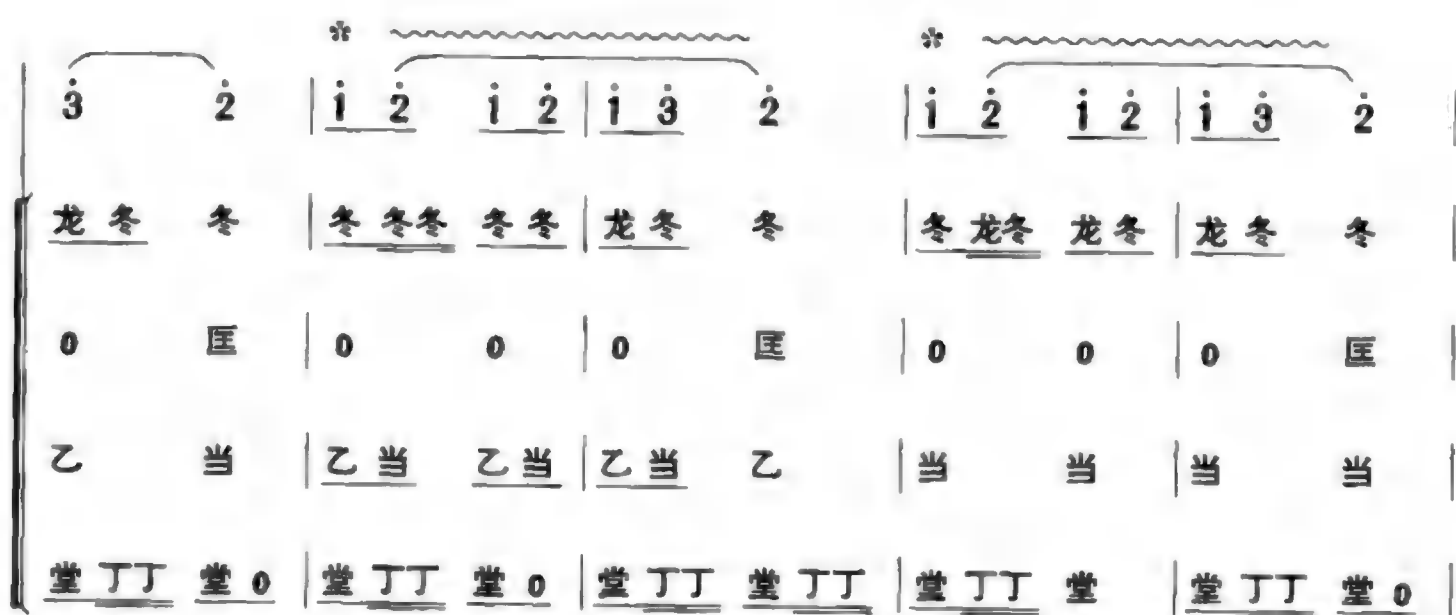 * *
3̇ 2̇ | 1̇ 2̇ 1̇ 2̇ | 1̇ 3̇ 2̇ | 1̇ 2̇ 1̇ 2̇ | 1̇ 3̇ 2̇ |
龙 冬 冬 | 冬 冬冬 冬 冬 | 龙 冬 冬 | 冬 龙冬 龙 冬 | 龙 冬 冬 |
0 匡 | 0 0 | 0 匡 | 0 0 | 0 匡 |
乙 当 | 乙 当 乙 当 | 乙 当 乙 | 当 当 | 当 当 |
堂 丁丁 堂 0 | 堂 丁丁 堂 0 | 堂 丁丁 堂 丁丁 | 堂 丁丁 堂 | 堂 丁丁 堂 0 |